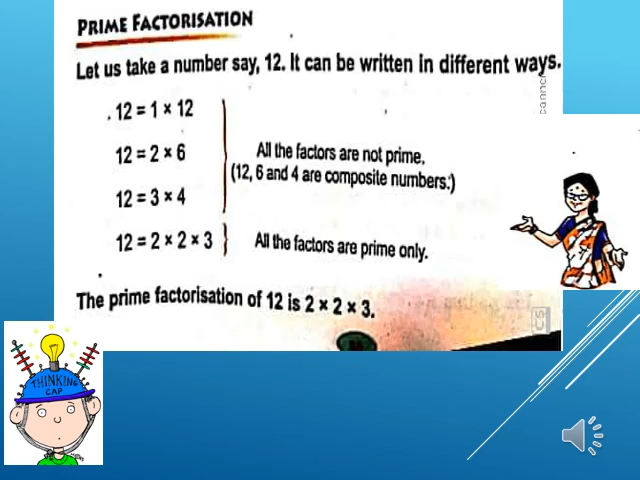 PRIME FACTORISATION
Let us take a number say, 12. It can be written in different ways.
12 = 1 × 12
12 = 2 × 6
All the factors are not prime.
(12, 6 and 4 are composite numbers.)
12 = 3 × 4
12 = 2 × 2 × 3
All the factors are prime only.
The prime factorisation of 12 is 2 × 2 × 3.
CS
THINKING
CAP